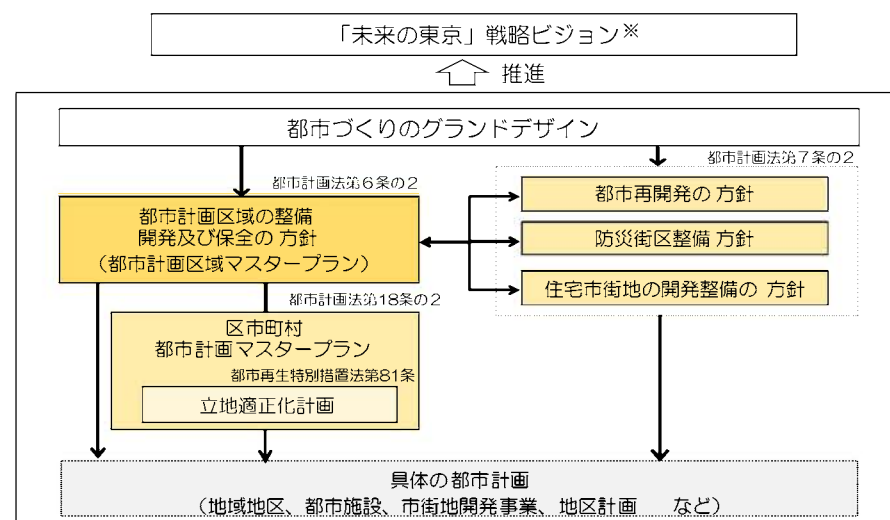 「未来の東京」戦略ビジョン※
推進
都市づくりのグランドデザイン
都市計画法第7条の2
都市計画法第6条の2
都市計画区域の整備
開発及び保全の 方針
（都市計画区域マスタープラン）
都市再開発の 方針
防災街区整備 方針
住宅市街地の開発整備の 方針
都市計画法第18条の2
区市町村
都市計画マスタープラン
都市再生特別措置法第81条
立地適正化計画
具体の都市計画
（地域地区、都市施設、市街地開発事業、地区計画　など）